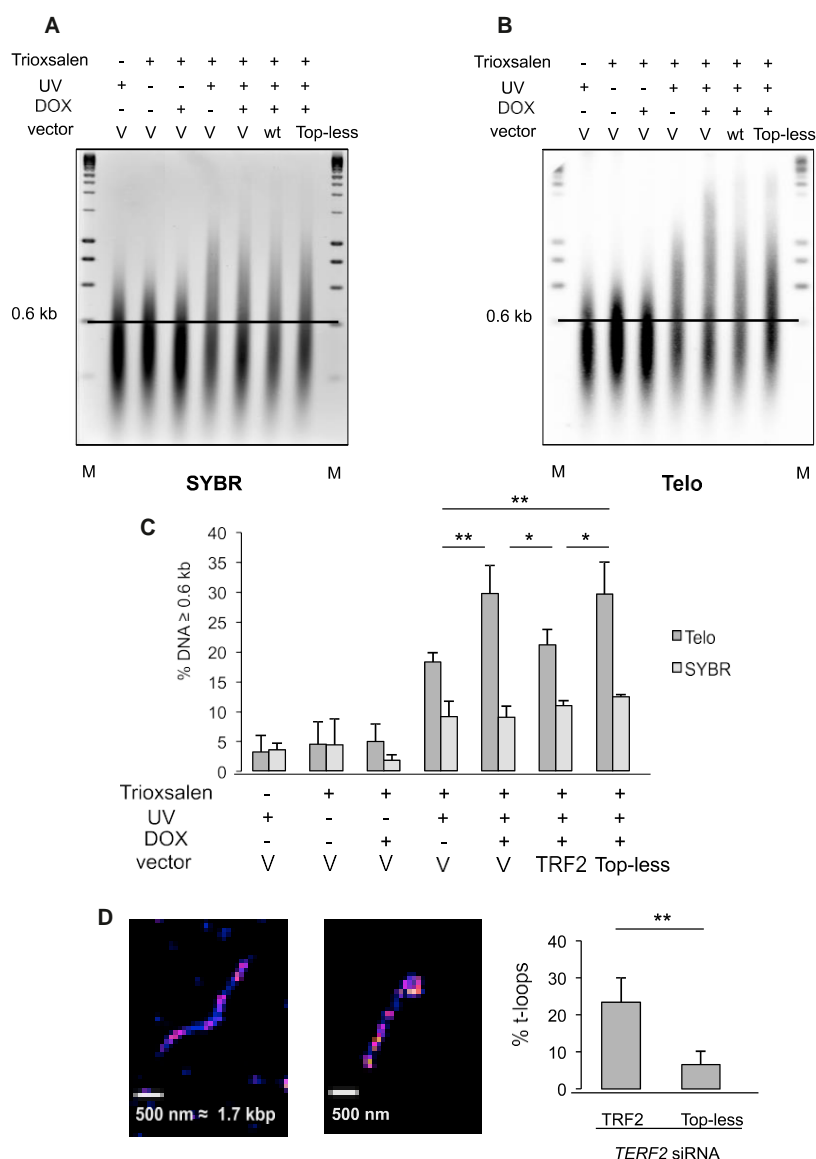 A
Trioxsalen - + + + + + +
UV + - - + + + +
DOX - - + - + + +
vector V V V V V wt Top-less
0.6 kb
M M
SYBR
B
Trioxsalen - + + + + + +
UV + - - + + + +
DOX - - + - + + +
vector V V V V V wt Top-less
0.6 kb
M M
Telo
C
% DNA ≥ 0.6 kb
40
35
30
25
20
15
10
5
0
** 
** * *
Telo
SYBR
Trioxsalen - + + + + + +
UV + - - + + + +
DOX - - + - + + +
vector V V V V V TRF2 Top-less
D
500 nm ≈ 1.7 kbp
500 nm
% t-loops
40
30
20
10
0
**
TRF2 Top-less
TERF2 siRNA